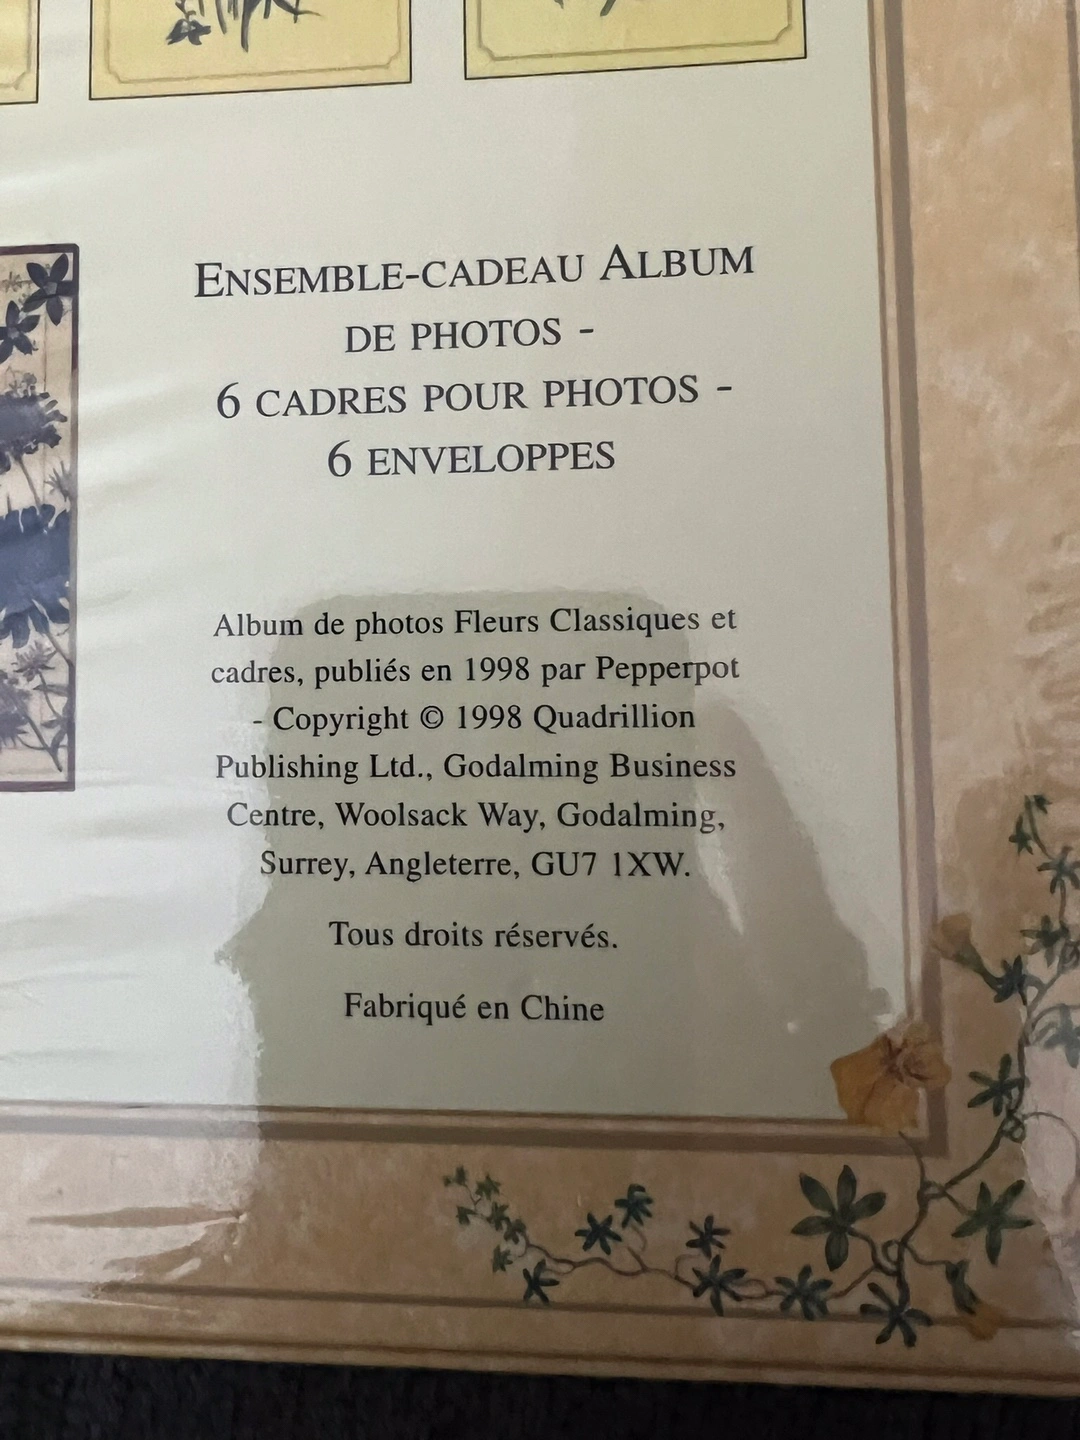 ENSEMBLE-CADEAU ALBUM
DE PHOTOS -
6 CADRES POUR PHOTOS -
6 ENVELOPPES
Album de photos Fleurs Classiques et
cadres, publiés en 1998 par Pepperpot
- Copyright © 1998 Quadrillion
Publishing Ltd., Godalming Business
Centre, Woolsack Way, Godalming,
Surrey, Angleterre, GU7 1XW.
Tous droits réservés.
Fabriqué en Chine